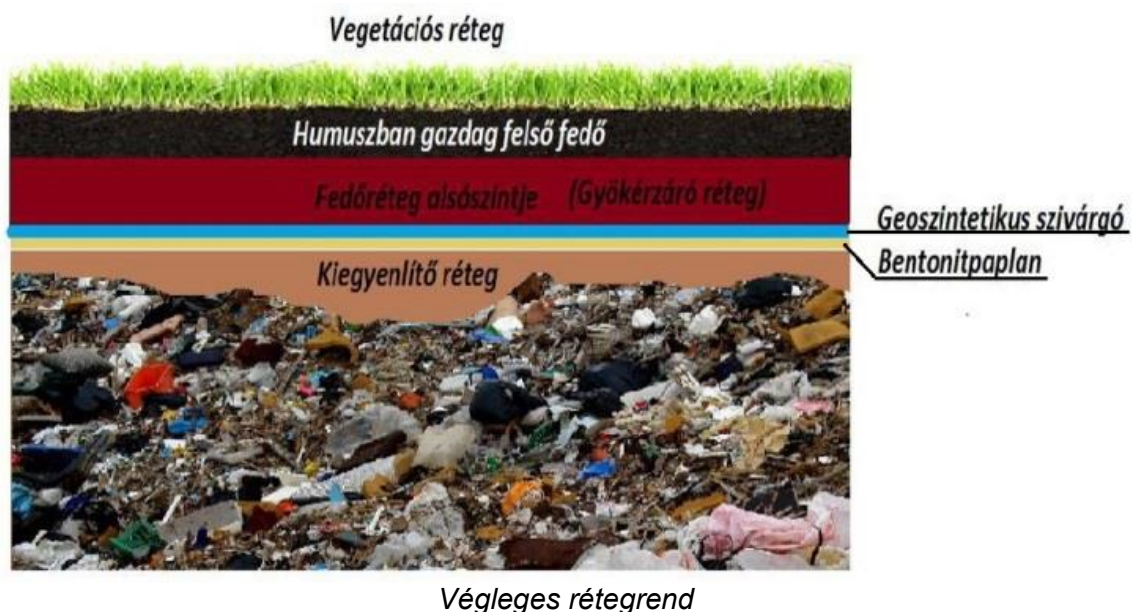 Vegetációs réteg
Humuszban gazdag felső fedő
Fedőréteg alsószintje (Gyökérzáró réteg)
Geoszintetikus szivárgó
Bentonitpaplan
Kiegyenlítő réteg
Végleges rétegrend